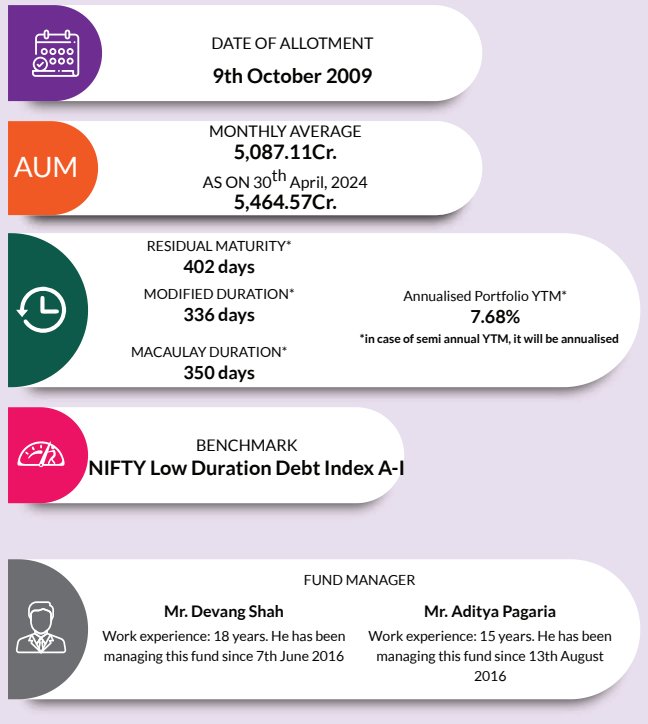 DATE OF ALLOTMENT
9th October 2009
AUM
MONTHLY AVERAGE
5,087.11Cr.
AS ON 30th April, 2024
5,464.57Cr.
RESIDUAL MATURITY*
402 days
MODIFIED DURATION*
336 days
MACAULAY DURATION*
350 days
Annualised Portfolio YTM*
7.68%
*in case of semi annual YTM, it will be annualised
BENCHMARK
NIFTY Low Duration Debt Index A-I
FUND MANAGER
Mr. Devang Shah
Work experience: 18 years. He has been
managing this fund since 7th June 2016
Mr. Aditya Pagaria
Work experience: 15 years. He has been
managing this fund since 13th August
2016